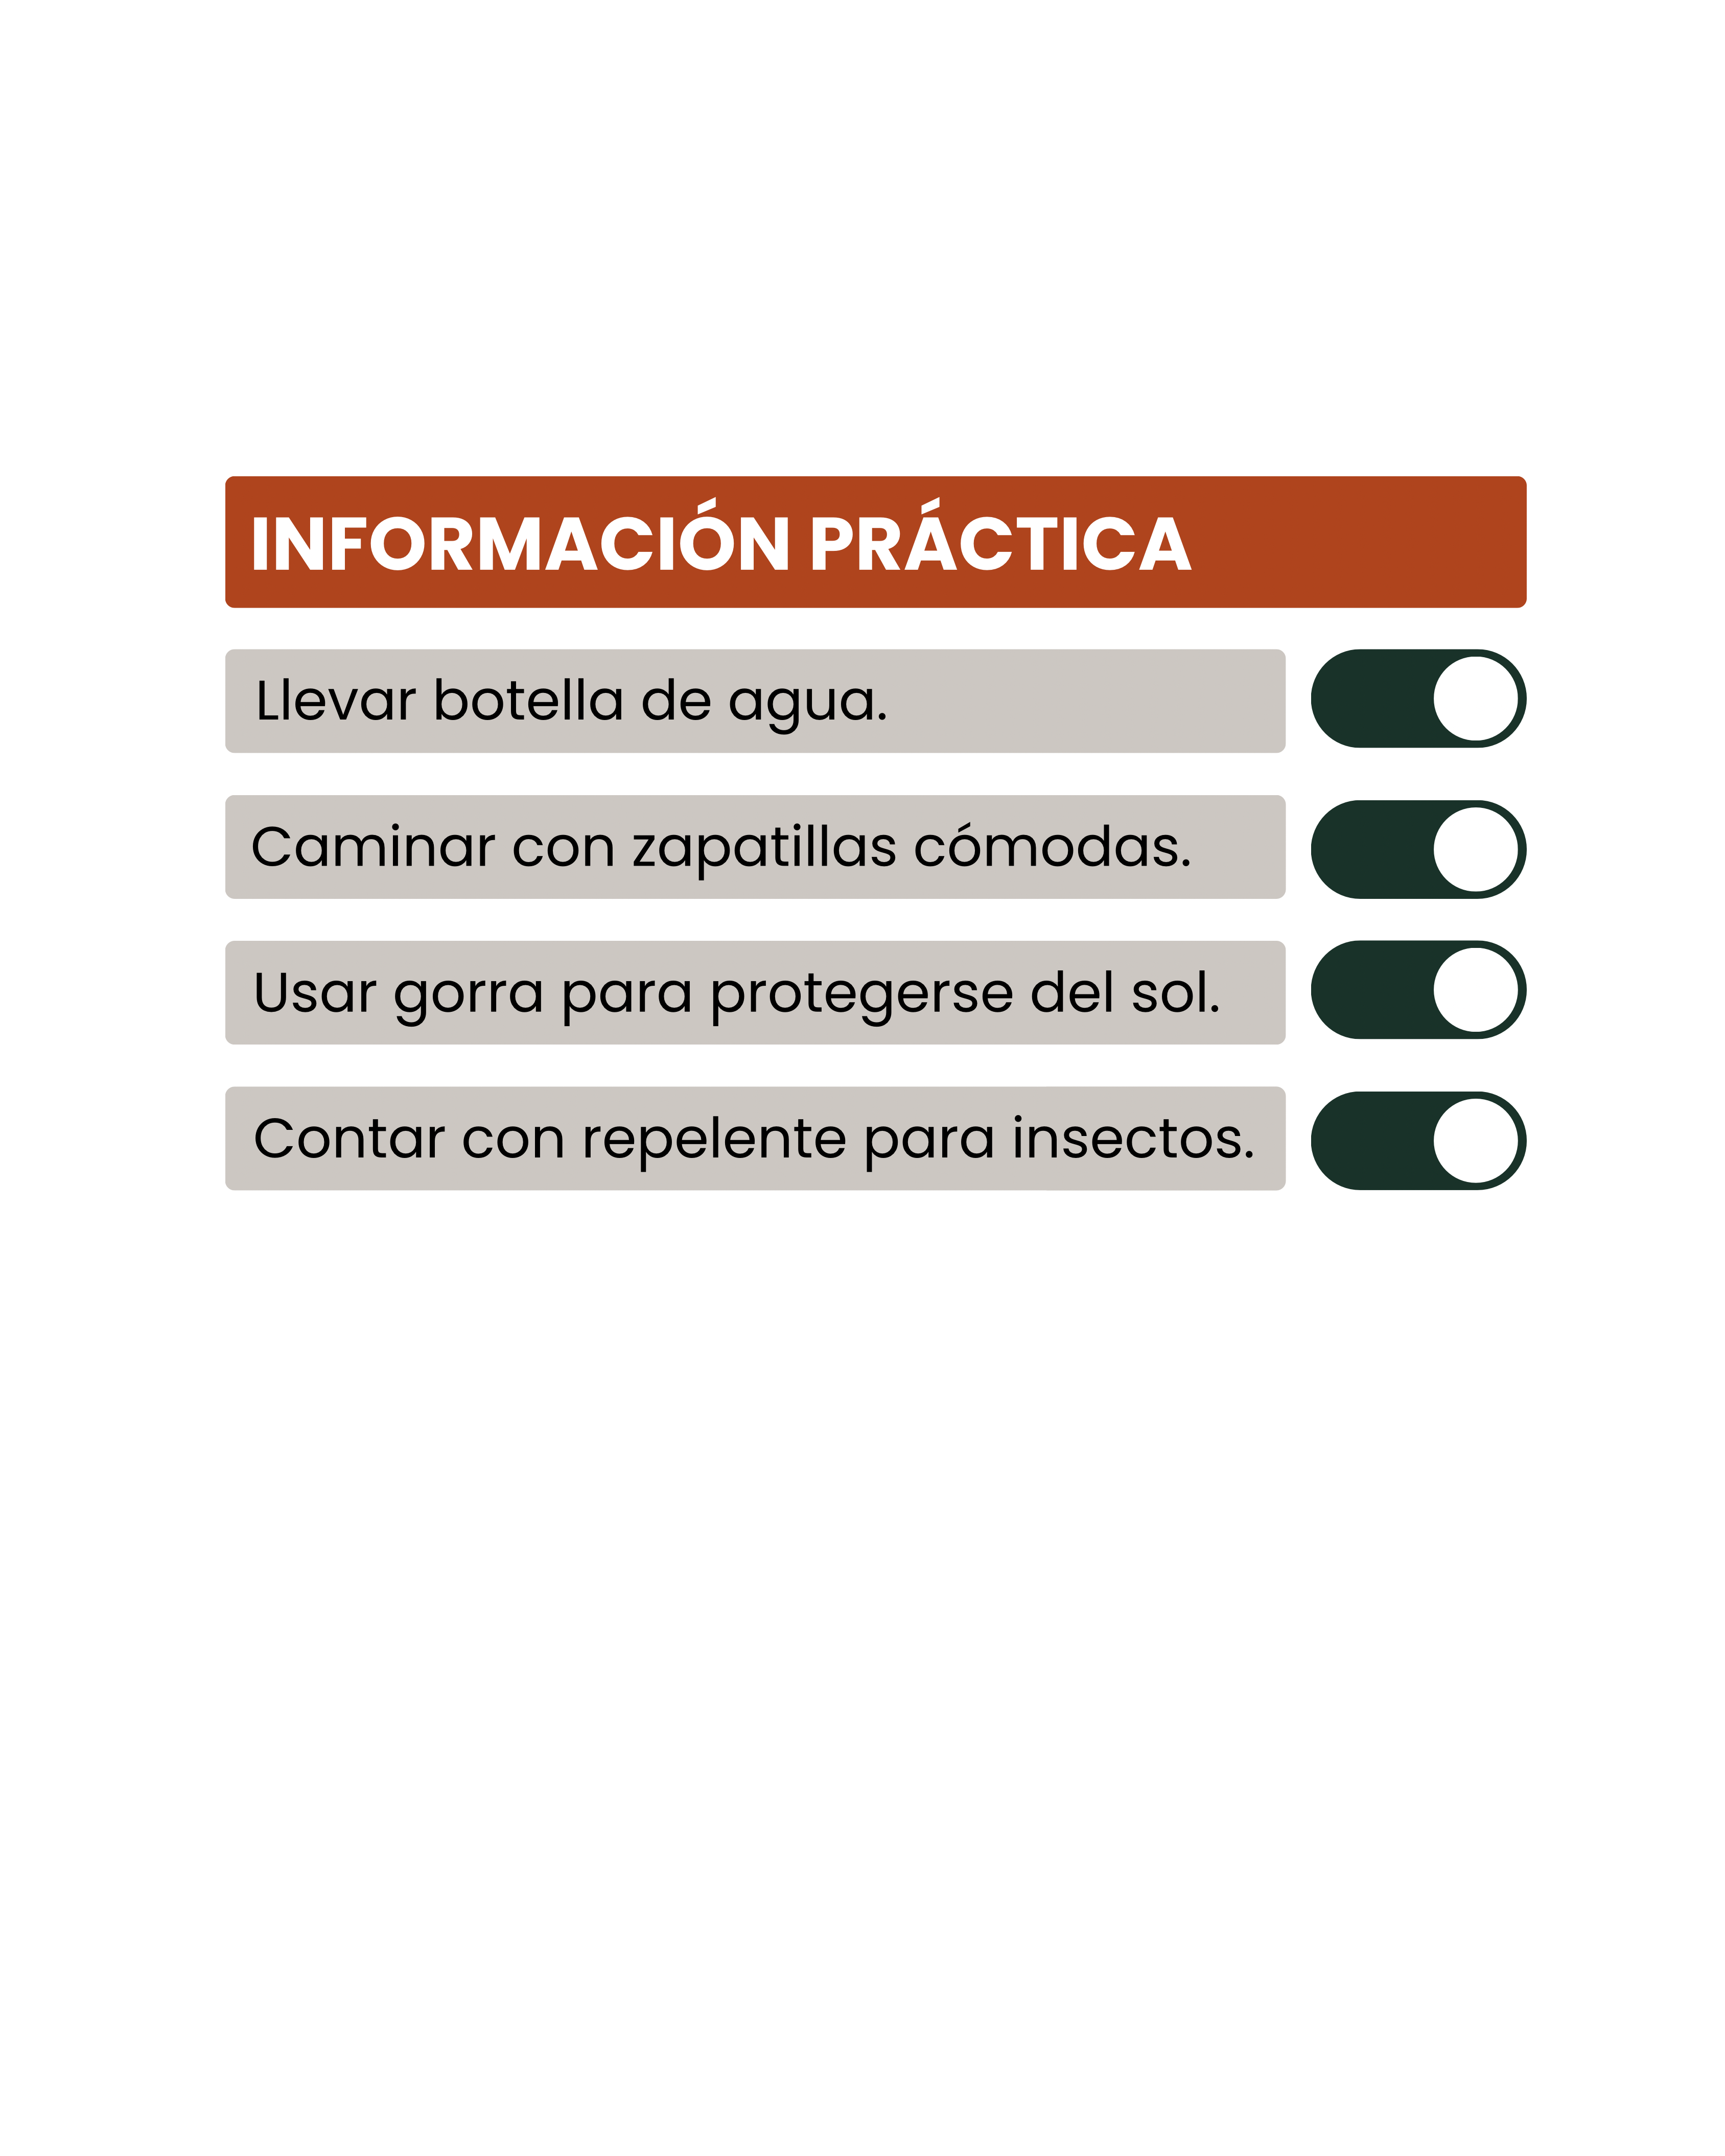 INFORMACIÓN PRÁCTICA
Llevar botella de agua.
Caminar con zapatillas cómodas.
Usar gorra para protegerse del sol.
Contar con repelente para insectos.